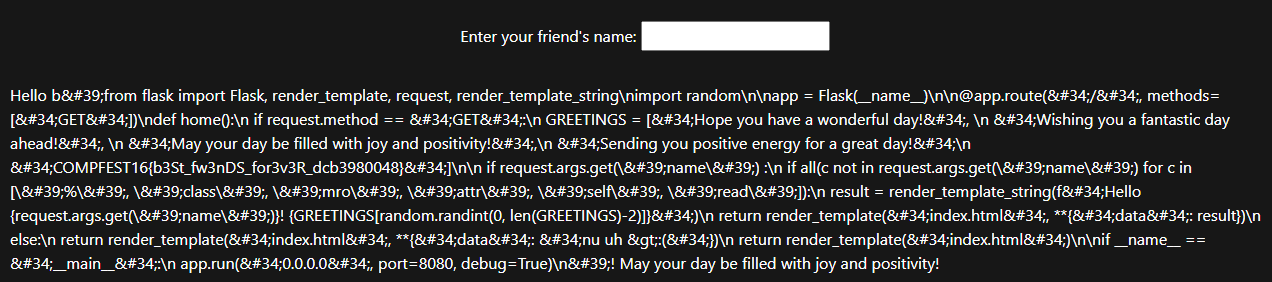 Enter your friend's name:
Hello b&#39;from flask import Flask, render_template, request, render_template_string\nimport random\n\napp = Flask(__name__)\n\n@app.route(&#34;/&#34;, methods=
[&#34;GET&#34;])\ndef home():\n if request.method == &#34;GET&#34;:\n GREETINGS = [&#34;Hope you have a wonderful day!&#34;, \n &#34;Wishing you a fantastic day
ahead!&#34;, \n &#34;May your day be filled with joy and positivity!&#34;,\n &#34;Sending you positive energy for a great day!&#34;\n
&#34;COMPFEST16{b3St_fw3nDS_for3v3R_dcb3980048}&#34;]\n\n if request.args.get(\&#39;name\&#39;) :\n if all(c not in request.args.get(\&#39;name\&#39;) for c in
[\&#39;%\&#39;, \&#39;class\&#39;, \&#39;mro\&#39;, \&#39;attr\&#39;, \&#39;self\&#39;, \&#39;read\&#39;]):\n result = render_template_string(f&#34;Hello
{request.args.get(\&#39;name\&#39;)}! {GREETINGS[random.randint(0, len(GREETINGS)-2)]}&#34;)\n return render_template(&#34;index.html&#34;, **{&#34;data&#34;: result})\n
else:\n return render_template(&#34;index.html&#34;, **{&#34;data&#34;: &#34;nu uh &gt;:(&#34;})\n return render_template(&#34;index.html&#34;)\n\nif __name__ ==
&#34;__main__&#34;:\n app.run(&#34;0.0.0.0&#34;, port=8080, debug=True)\n&#39;! May your day be filled with joy and positivity!